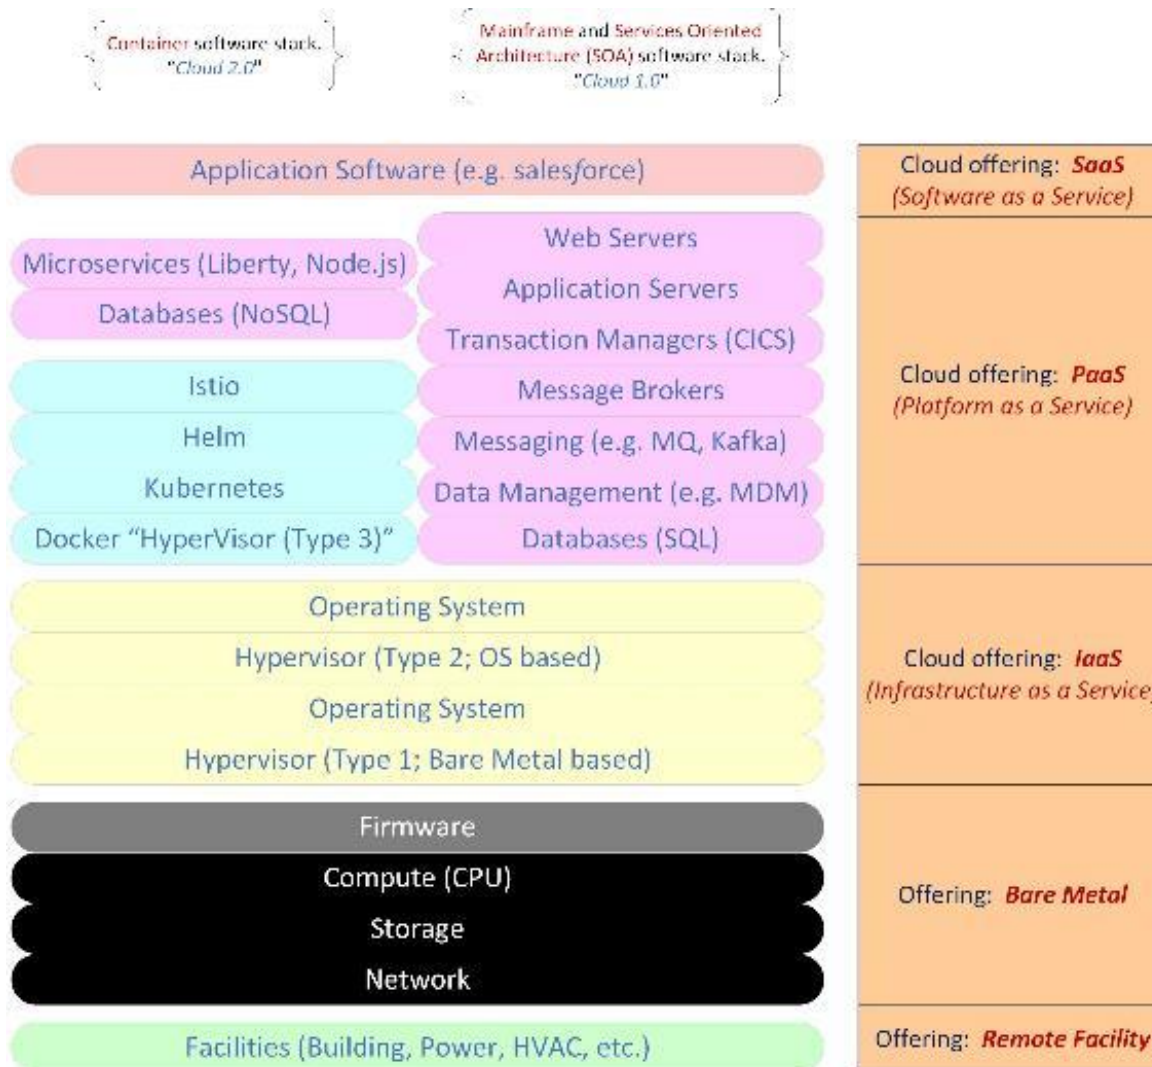 Container software stack.
"Cloud 2.0"
Mainframe and Services Oriented
Architecture (SOA) software stack.
"Cloud 1.0"
Application Software (e.g. salesforce)
Microservices (Liberty, Node.js)
Databases (NoSQL)
Istio
Helm
Kubernetes
Docker “HyperVisor (Type 3)”
Web Servers
Application Servers
Transaction Managers (CICS)
Message Brokers
Messaging (e.g. MQ, Kafka)
Data Management (e.g. MDM)
Databases (SQL)
Operating System
Hypervisor (Type 2; OS based)
Operating System
Hypervisor (Type 1; Bare Metal based)
Firmware
Compute (CPU)
Storage
Network
Facilities (Building, Power, HVAC, etc.)
Cloud offering: SaaS
(Software as a Service)
Cloud offering: PaaS
(Platform as a Service)
Cloud offering: IaaS
(Infrastructure as a Service)
Offering: Bare Metal
Offering: Remote Facility